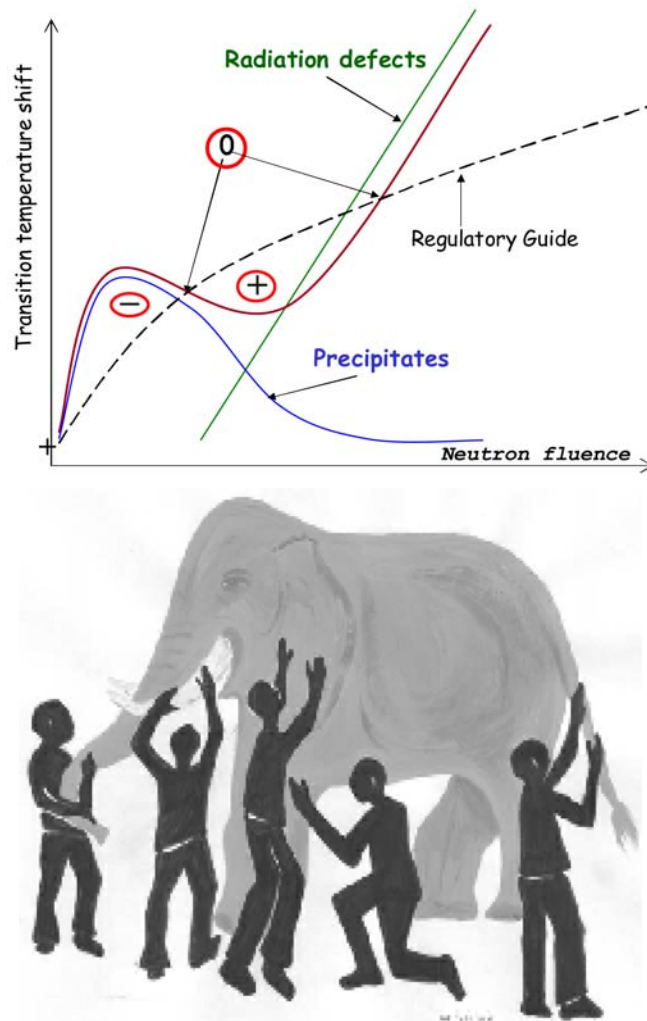 Transition temperature shift
Radiation defects
0
Regulatory Guide
+
−
Precipitates
+
Neutron fluence